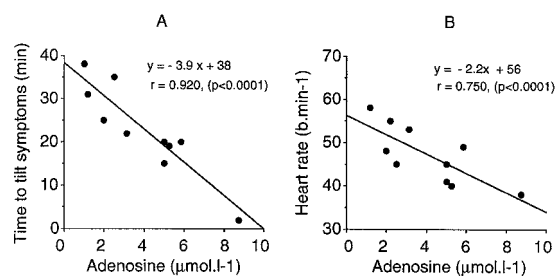 A
y = - 3.9 x + 38
r = 0.920, (p<0.0001)
Time to tilt symptoms (min)
40
30
20
10
0
0 2 4 6 8 10
Adenosine (μmol.l-1)
B
y = -2.2x + 56
r = 0.750, (p<0.0001)
Heart rate (b.min-1)
60
50
40
30
0 2 4 6 8 10
Adenosine (μmol.l-1)